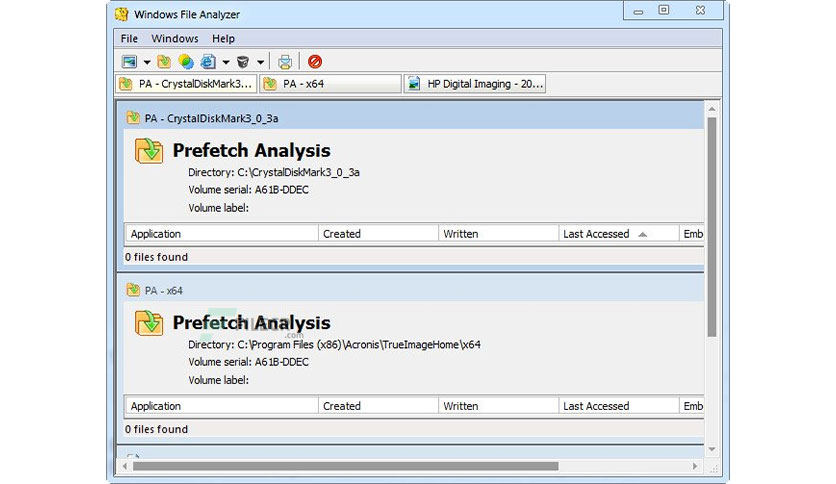 Windows File Analyzer
File Windows Help
PA - CrystalDiskMark3... PA - x64 HP Digital Imaging - 20...
PA - CrystalDiskMark3_0_3a
Prefetch Analysis
Directory: C:\CrystalDiskMark3_0_3a
Volume serial: A61B-DDEC
Volume label:
Application Created Written Last Accessed Emb
0 files found
PA - x64
Prefetch Analysis
Directory: C:\Program Files (x86)\Acronis\TrueImageHome\x64
Volume serial: A61B-DDEC
Volume label:
Application Created Written Last Accessed Emb
0 files found